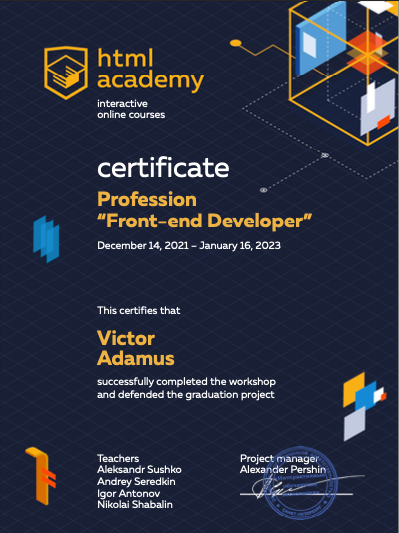 html
academy
interactive
online courses
certificate
Profession
“Front-end Developer”
December 14, 2021 – January 16, 2023
This certifies that
Victor
Adamus
successfully completed the workshop
and defended the graduation project
Teachers
Aleksandr Sushko
Andrey Seredkin
Igor Antonov
Nikolai Shabalin
Project manager
Alexander Pershin